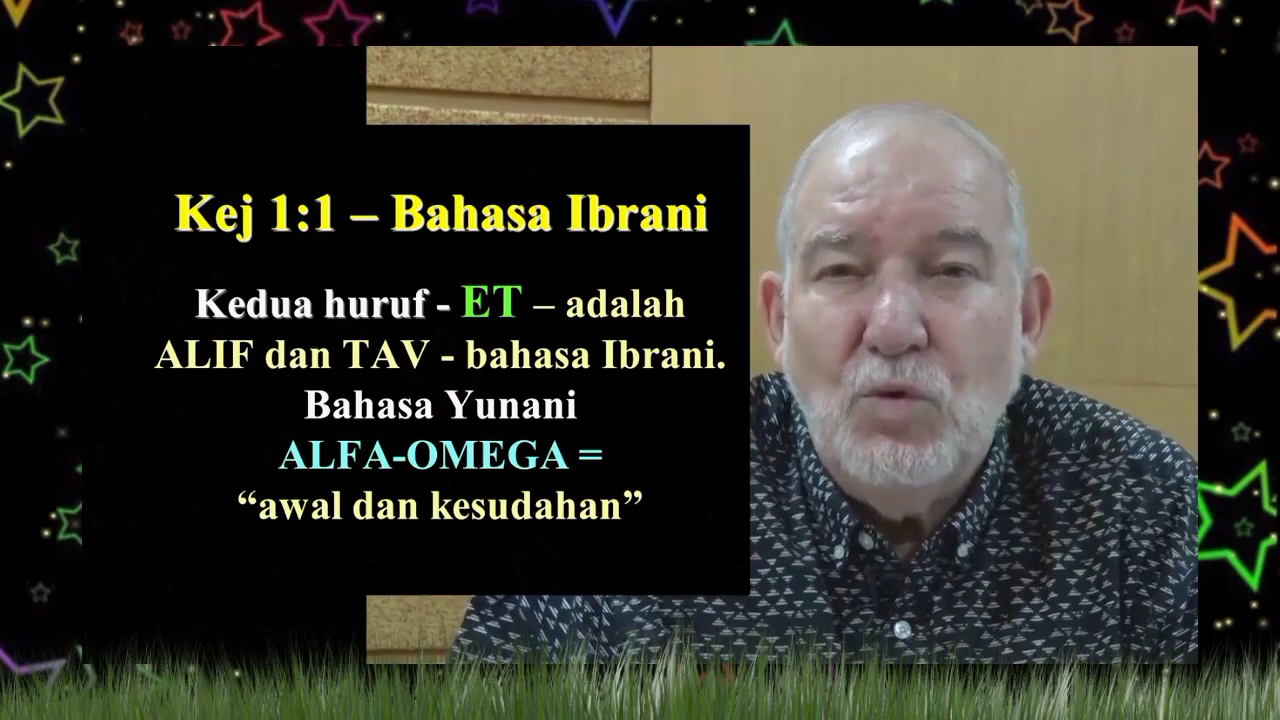 Kej 1:1 – Bahasa Ibrani
Kedua huruf - ET – adalah
ALIF dan TAV - bahasa Ibrani.
Bahasa Yunani
ALFA-OMEGA =
“awal dan kesudahan”